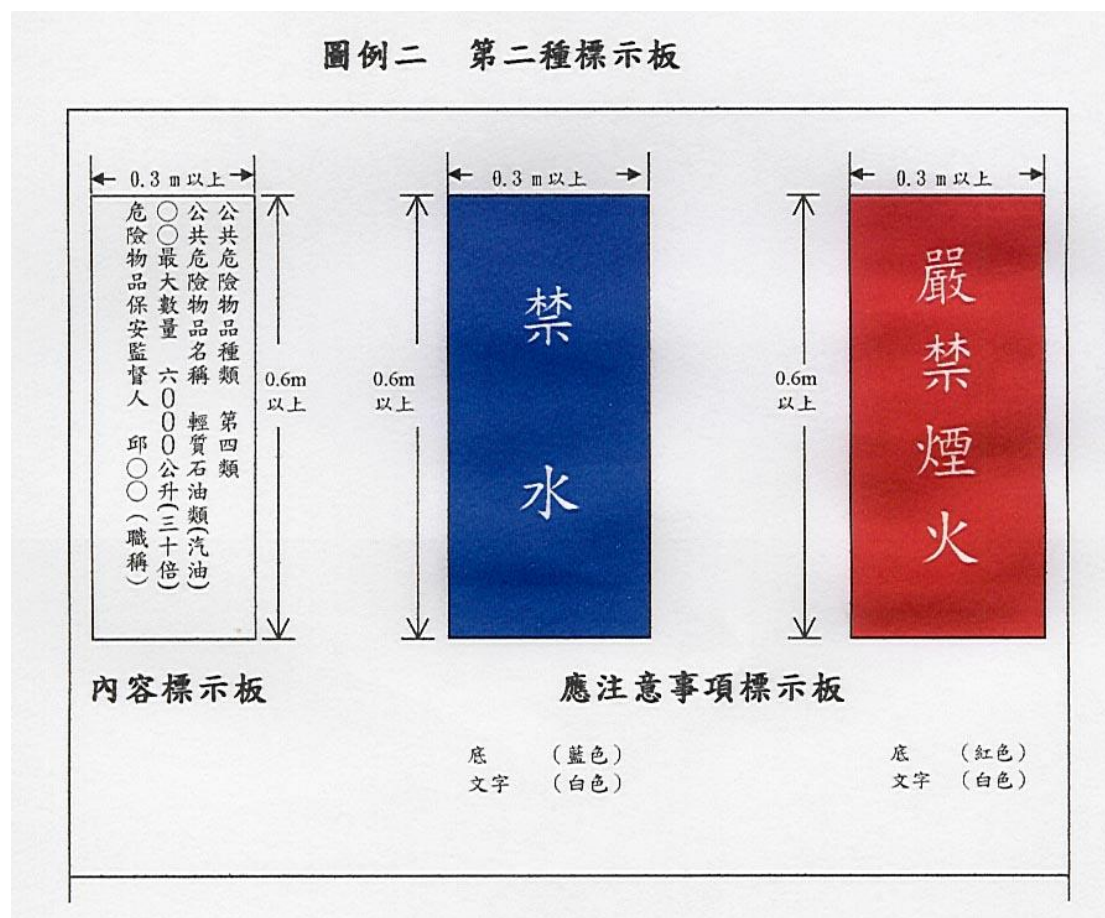 圖例二　第二種標示板
0.3 m以上
公共危險物品種類　第四類
公共危險物品名稱　輕質石油類(汽油)
○○最大數量　六000公升(三十倍)
危險物品保安監督人　邱○○（職稱）
0.6m
以上
內容標示板
0.3 m以上
0.6m
以上
禁水
0.3 m以上
0.6m
以上
嚴禁煙火
應注意事項標示板
底　（藍色）
文字　（白色）
底　（紅色）
文字　（白色）